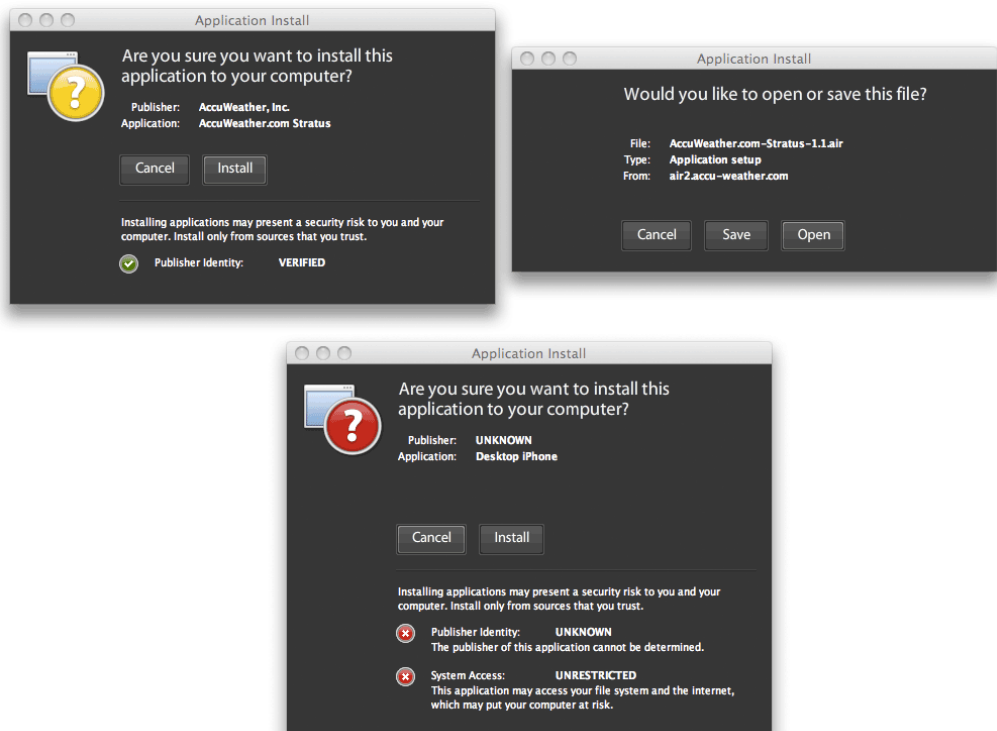 Application Install
Are you sure you want to install this
application to your computer?
Publisher: AccuWeather, Inc.
Application: AccuWeather.com Stratus
Cancel Install
Installing applications may present a security risk to you and your
computer. Install only from sources that you trust.
Publisher Identity: VERIFIED
Application Install
Would you like to open or save this file?
File: AccuWeather.com-Stratus-1.1.air
Type: Application setup
From: air2.accu-weather.com
Cancel Save Open
Application Install
Are you sure you want to install this
application to your computer?
Publisher: UNKNOWN
Application: Desktop iPhone
Cancel Install
Installing applications may present a security risk to you and your
computer. Install only from sources that you trust.
Publisher Identity: UNKNOWN
The publisher of this application cannot be determined.
System Access: UNRESTRICTED
This application may access your file system and the internet,
which may put your computer at risk.